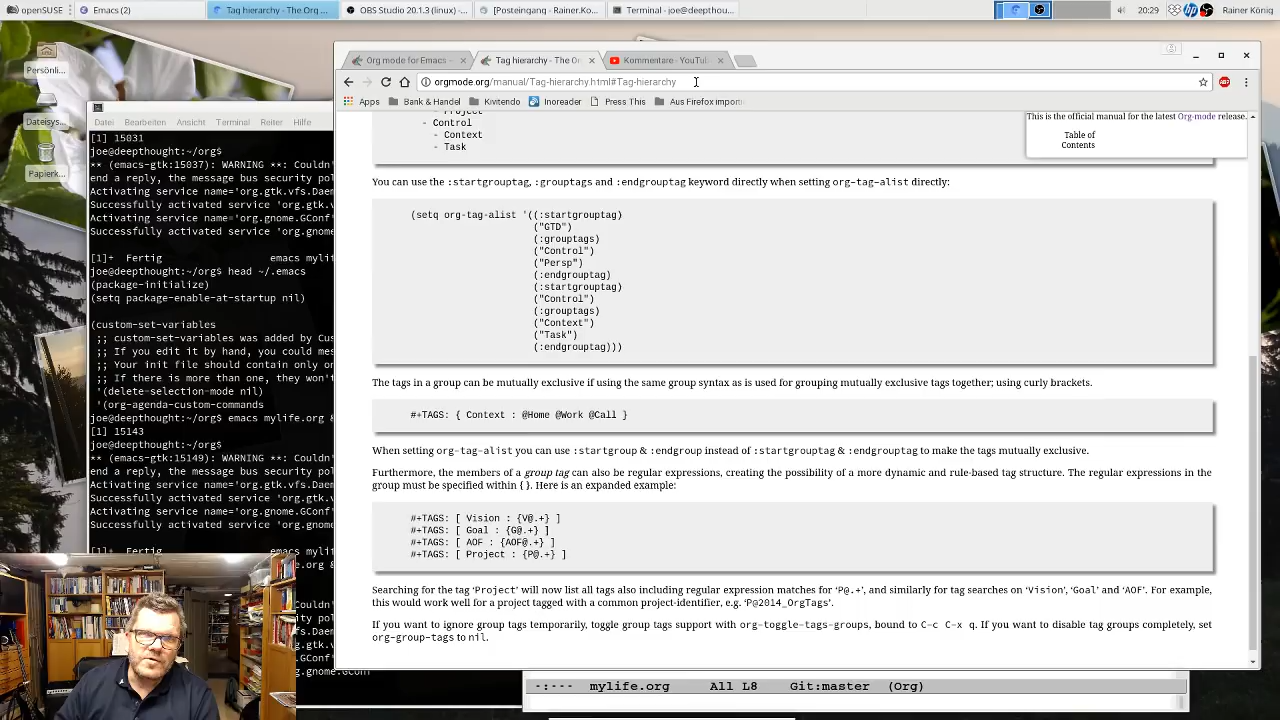 openSUSE
Emacs (2)
Tag hierarchy - The Org ...
OBS Studio 20.1.3 (linux) -...
[Posteingang - Rainer.Ko...
Terminal - joe@deepthou...
20:29
Rainer König
Persönli...
Dateisys...
Papierk...
Datei Bearbeiten Ansicht Terminal Reiter Hilfe
[1] 15031
joe@deepthought:~/org$
** (emacs-gtk:15037): WARNING **: Couldn'
end a reply, the message bus security pol
Activating service name='org.gtk.vfs.Daem
Successfully activated service 'org.gtk.v
Activating service name='org.gnome.GConf'
Successfully activated service 'org.gnome
[1]+ Fertig emacs myli
joe@deepthought:~/org$ head ~/.emacs
(package-initialize)
(setq package-enable-at-startup nil)
(custom-set-variables
;; custom-set-variables was added by Cus
;; If you edit it by hand, you could mes
;; Your init file should contain only on
;; If there is more than one, they won't
'(delete-selection-mode nil)
'(org-agenda-custom-commands
joe@deepthought:~/org$ emacs mylife.org &
[1] 15143
joe@deepthought:~/org$
** (emacs-gtk:15149): WARNING **: Couldn'
end a reply, the message bus security pol
Activating service name='org.gtk.vfs.Daem
Successfully activated service 'org.gtk.v
Activating service name='org.gnome.GConf'
Successfully activated service 'org.gnome
Org mode for Emacs -
Tag hierarchy - The Or
Kommentare - YouTu
orgmode.org/manual/Tag-hierarchy.html#Tag-hierarchy
Apps
Bank & Handel
Kivitendo
Inoreader
Press This
Aus Firefox import
This is the official manual for the latest Org-mode release.
Table of
Contents
- Project
- Control
- Context
- Task
You can use the :startgrouptag, :grouptags and :endgrouptag keyword directly when setting org-tag-alist directly:
(setq org-tag-alist '((:startgrouptag)
("GTD")
(:grouptags)
("Control")
("Persp")
(:endgrouptag)
(:startgrouptag)
("Control")
(:grouptags)
("Context")
("Task")
(:endgrouptag)))
The tags in a group can be mutually exclusive if using the same group syntax as is used for grouping mutually exclusive tags together; using curly brackets.
#+TAGS: { Context : @Home @Work @Call }
When setting org-tag-alist you can use :startgroup & :endgroup instead of :startgrouptag & :endgrouptag to make the tags mutually exclusive.
Furthermore, the members of a group tag can also be regular expressions, creating the possibility of a more dynamic and rule-based tag structure. The regular expressions in the
group must be specified within { }. Here is an expanded example:
#+TAGS: [ Vision : {V@.+} ]
#+TAGS: [ Goal : {G@.+} ]
#+TAGS: [ AOF : {AOF@.+} ]
#+TAGS: [ Project : {P@.+} ]
Searching for the tag ‘Project’ will now list all tags also including regular expression matches for ‘P@.+’, and similarly for tag searches on ‘Vision’, ‘Goal’ and ‘AOF’. For example,
this would work well for a project tagged with a common project-identifier, e.g. ‘P@2014_OrgTags’.
If you want to ignore group tags temporarily, toggle group tags support with org-toggle-tags-groups, bound to C-c C-x q. If you want to disable tag groups completely, set
org-group-tags to nil.
-:--- mylife.org All L8 Git:master (Org)